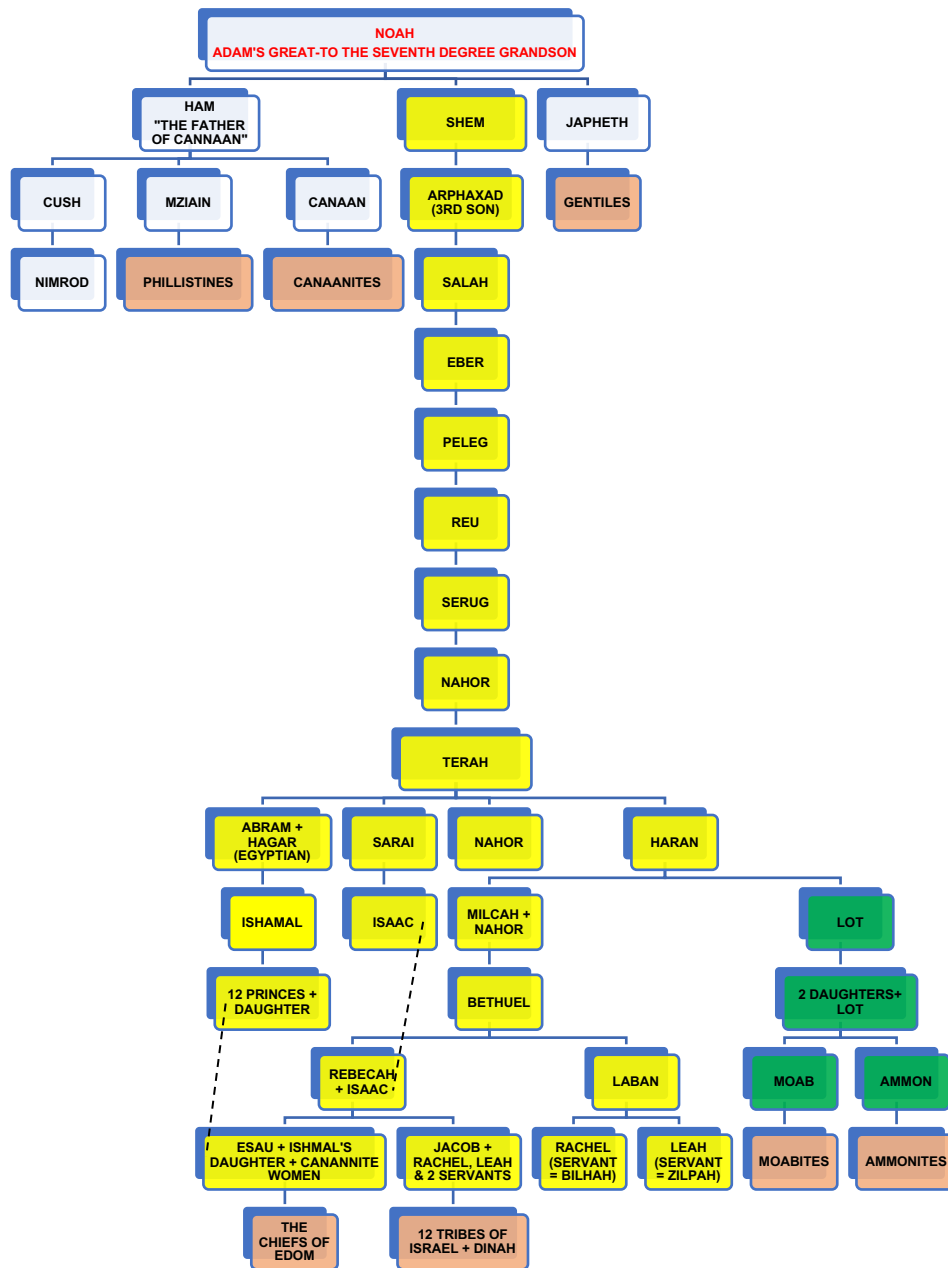 NOAH
ADAM'S GREAT-TO THE SEVENTH DEGREE GRANDSON
HAM
"THE FATHER
OF CANNAAN"
SHEM
JAPHETH
CUSH
MZIAIN
CANAAN
ARPHAXAD
(3RD SON)
GENTILES
NIMROD
PHILLISTINES
CANAANITES
SALAH
EBER
PELEG
REU
SERUG
NAHOR
TERAH
ABRAM +
HAGAR
(EGYPTIAN)
SARAI
NAHOR
HARAN
ISHAMAL
ISAAC
MILCAH +
NAHOR
LOT
12 PRINCES +
DAUGHTER
BETHUEL
2 DAUGHTERS+
LOT
REBECAH
+ ISAAC
LABAN
MOAB
AMMON
ESAU + ISHMAL'S
DAUGHTER + CANANNITE
WOMEN
JACOB +
RACHEL, LEAH
& 2 SERVANTS
RACHEL
(SERVANT
= BILHAH)
LEAH
(SERVANT
= ZILPAH)
MOABITES
AMMONITES
THE
CHIEFS OF
EDOM
12 TRIBES OF
ISRAEL + DINAH